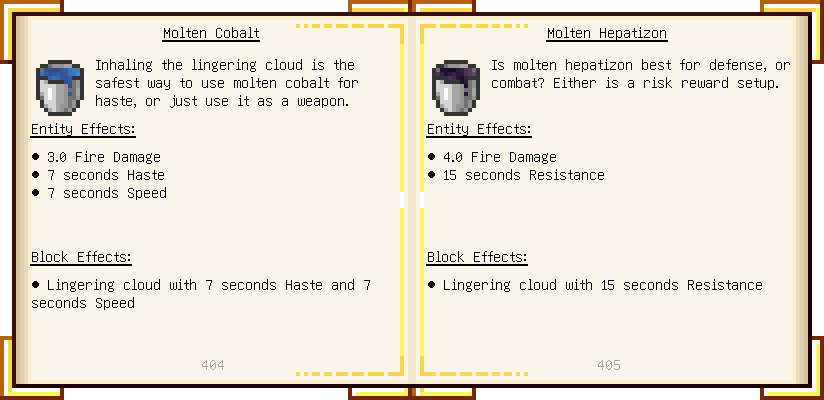 Molten Cobalt
Inhaling the lingering cloud is the
safest way to use molten cobalt for
haste, or just use it as a weapon.
Entity Effects:
● 3.0 Fire Damage
● 7 seconds Haste
● 7 seconds Speed
Block Effects:
● Lingering cloud with 7 seconds Haste and 7
seconds Speed
404
Molten Hepatizon
Is molten hepatizon best for defense, or
combat? Either is a risk reward setup.
Entity Effects:
● 4.0 Fire Damage
● 15 seconds Resistance
Block Effects:
● Lingering cloud with 15 seconds Resistance
405